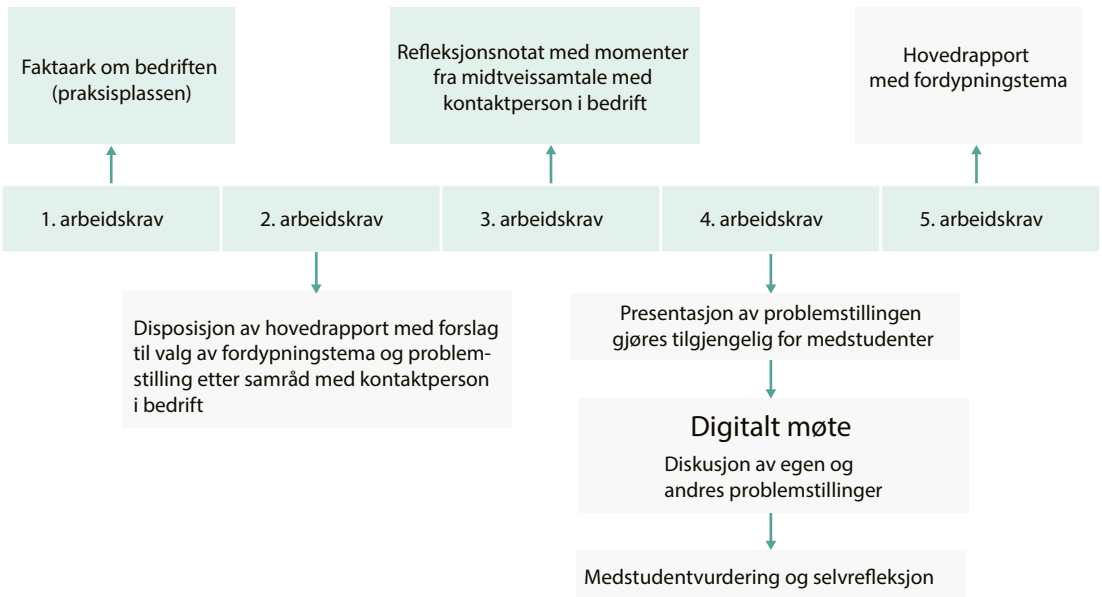 Faktaark om bedriften
(praksisplassen)
Refleksjonsnotat med momenter
fra midtveissamtale med
kontaktperson i bedrift
Hovedrapport
med fordypningstema
1. arbeidskrav
2. arbeidskrav
3. arbeidskrav
4. arbeidskrav
5. arbeidskrav
Disposisjon av hovedrapport med forslag
til valg av fordypningstema og problem-
stilling etter samråd med kontaktperson
i bedrift
Presentasjon av problemstillingen
gjøres tilgjengelig for medstudenter
Digitalt møte
Diskusjon av egen og
andres problemstillinger
Medstudentvurdering og selvrefleksjon